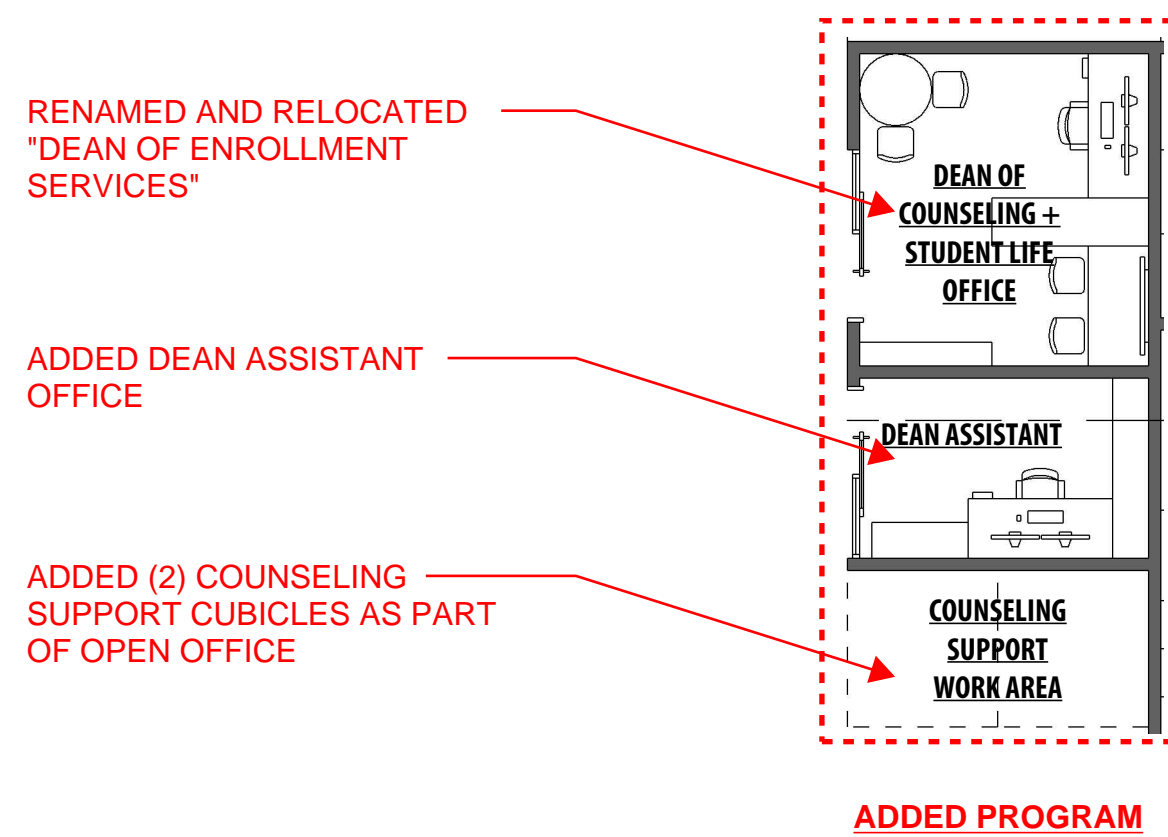 RENAMED AND RELOCATED
"DEAN OF ENROLLMENT
SERVICES"
DEAN OF
COUNSELING +
STUDENT LIFE
OFFICE
ADDED DEAN ASSISTANT
OFFICE
DEAN ASSISTANT
ADDED (2) COUNSELING
SUPPORT CUBICLES AS PART
OF OPEN OFFICE
COUNSELING
SUPPORT
WORK AREA
ADDED PROGRAM